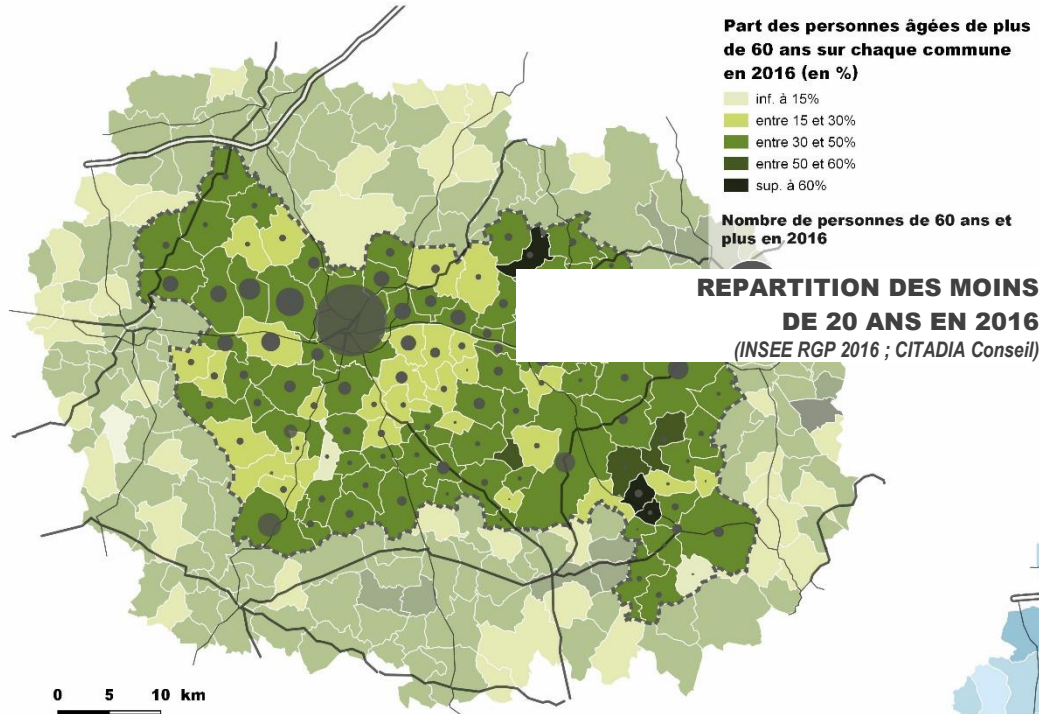 Part des personnes âgées de plus
de 60 ans sur chaque commune
en 2016 (en %)
inf. à 15%
entre 15 et 30%
entre 30 et 50%
entre 50 et 60%
sup. à 60%
Nombre de personnes de 60 ans et
plus en 2016
REPARTITION DES MOINS
DE 20 ANS EN 2016
(INSEE RGP 2016 ; CITADIA Conseil)
0 5 10 km